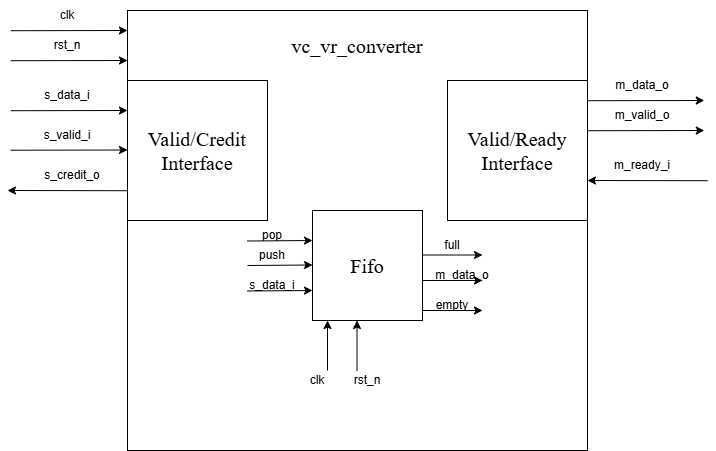 clk
vc_vr_converter
rst_n
s_data_i
m_data_o
s_valid_i
m_valid_o
Valid/Credit
Interface
Valid/Ready
Interface
s_credit_o
m_ready_i
pop
full
push
Fifo
m_data_o
s_data_i
empty
clk
rst_n